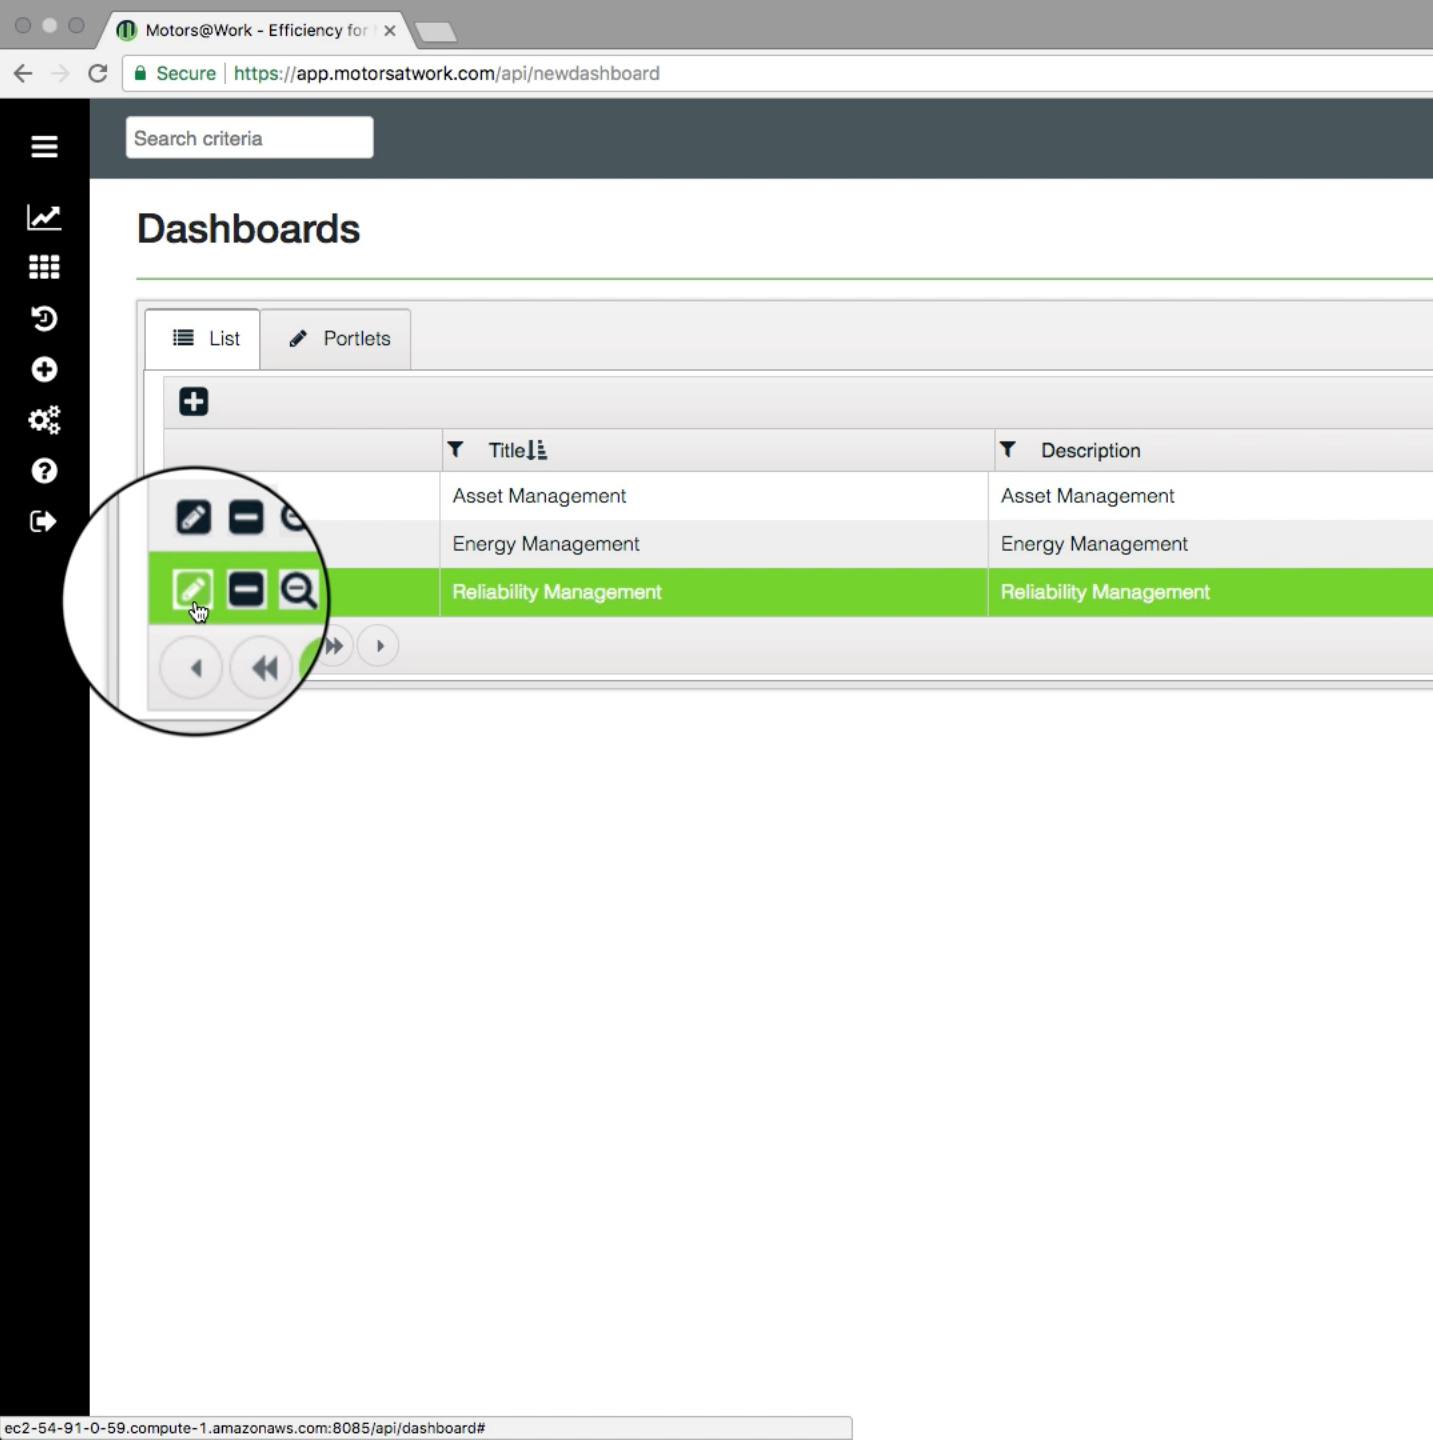 Motors@Work - Efficiency for
Secure https://app.motorsatwork.com/api/newdashboard
Search criteria
Dashboards
List Portlets
Title Description
Asset Management Asset Management
Energy Management Energy Management
Reliability Management Reliability Management
ec2-54-91-0-59.compute-1.amazonaws.com:8085/api/dashboard#